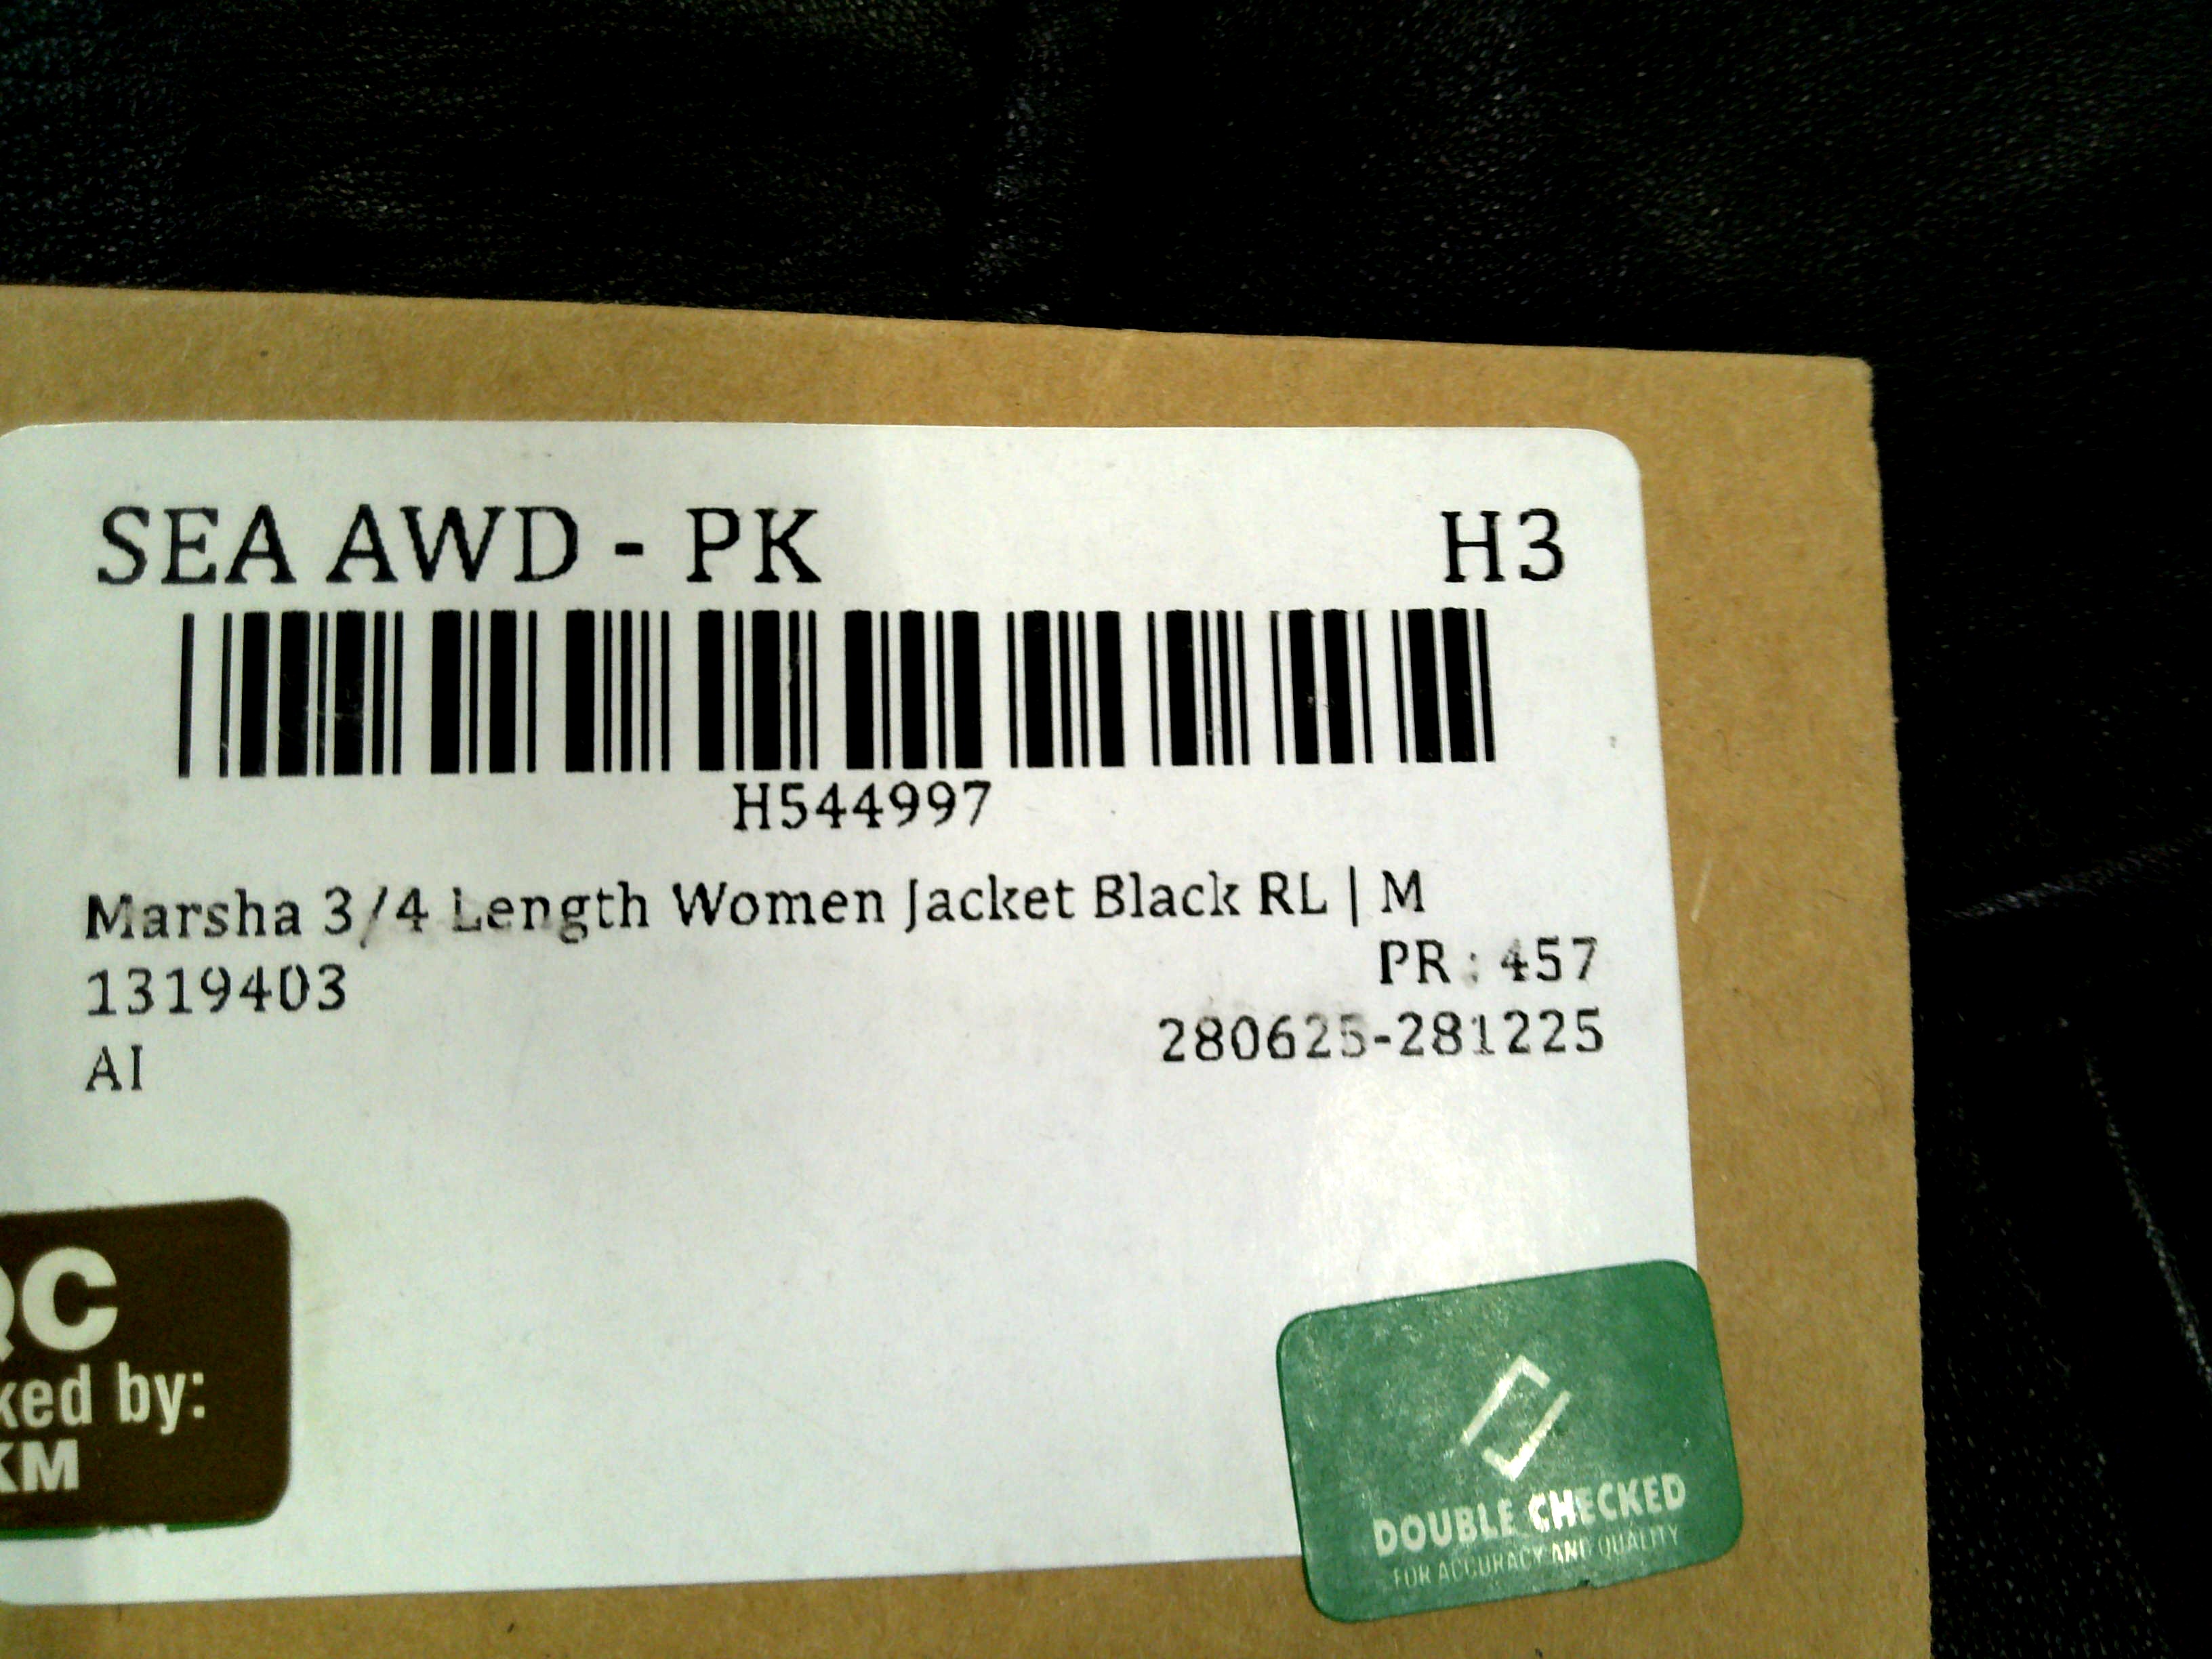 SEA AWD - PK H3
H544997
Marsha 3/4 Length Women Jacket Black RL | M
PR : 457
1319403
280625-281225
AI
QC
ked by:
KM
DOUBLE CHECKED
FOR ACCURACY AND QUALITY